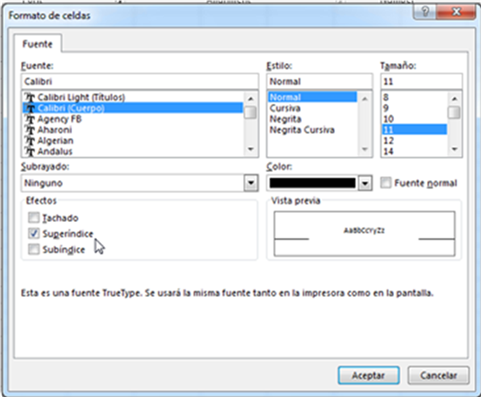 Formato de celdas
Fuente
Fuente: Estilo: Tamaño:
Calibri Normal 11
Calibri Light (Títulos) Normal 8
Calibri (Cuerpo) Cursiva 9
Agency FB Negrita 10
Aharoni Negrita Cursiva 11
Algerian 12
Andalus 14
Subrayado: Color:
Ninguno Fuente normal
Efectos Vista previa
Tachado
Superíndice AaBbCcYyZz
Subíndice
Esta es una fuente TrueType. Se usará la misma fuente tanto en la impresora como en la pantalla.
Aceptar Cancelar